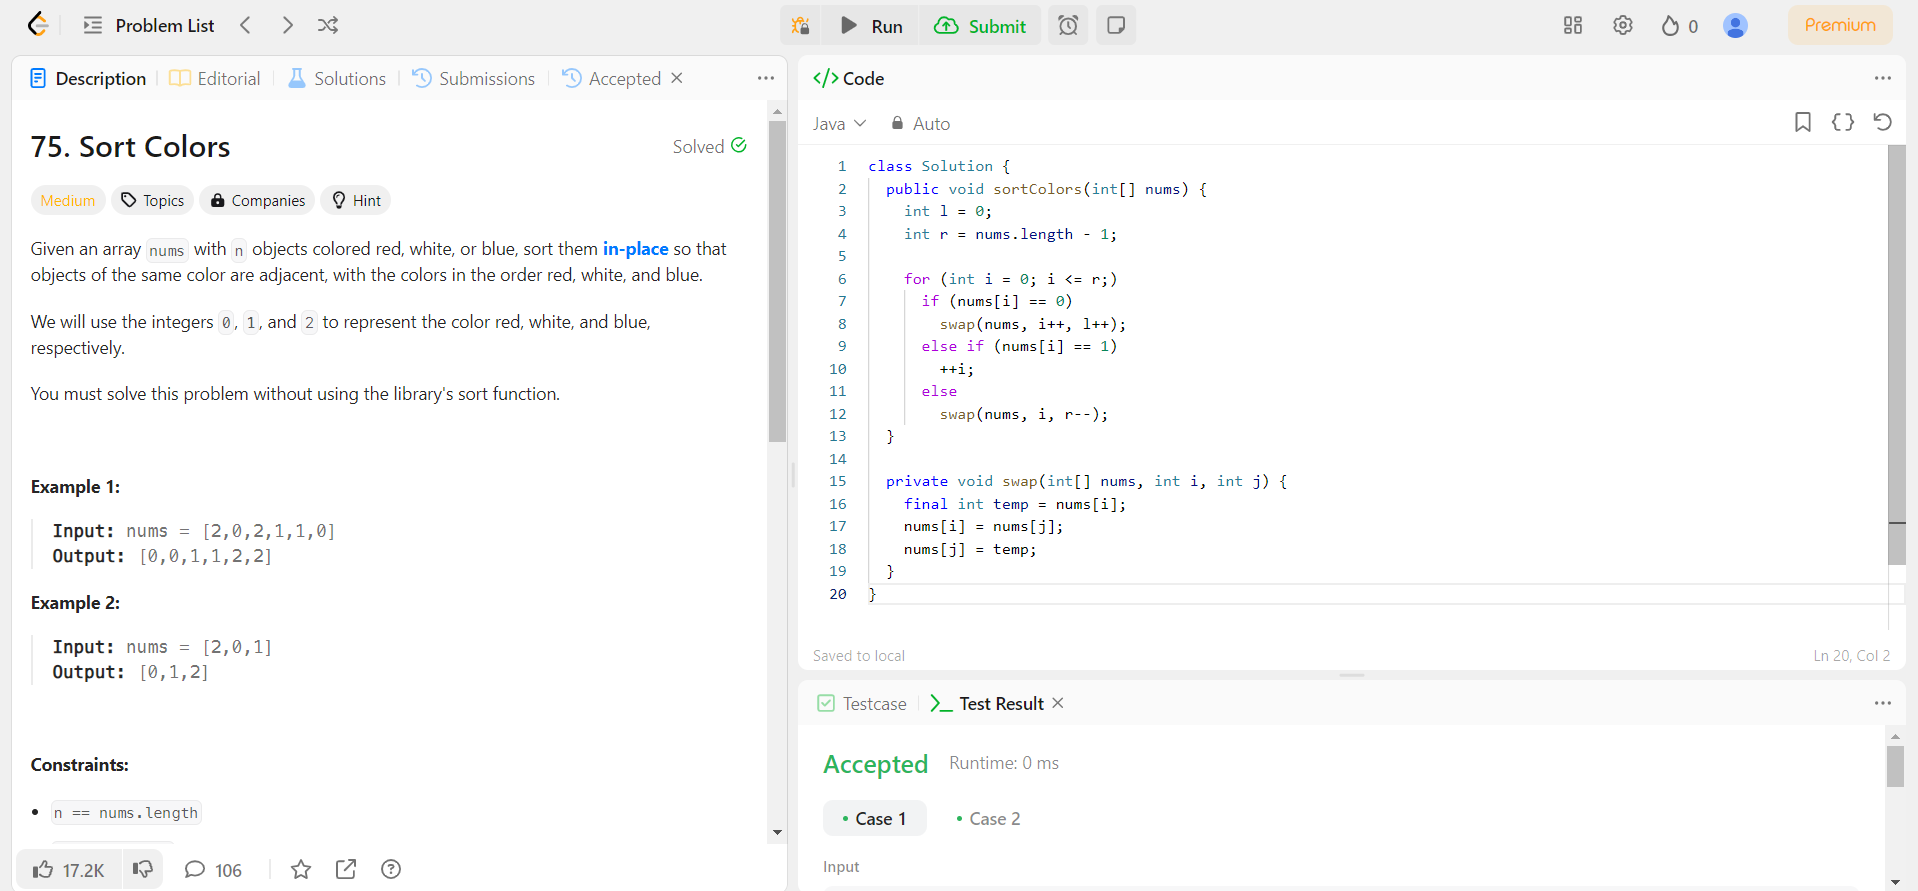 Problem List
Run
Submit
0
Premium
Description
Editorial
Solutions
Submissions
Accepted
75. Sort Colors
Solved
Medium
Topics
Companies
Hint
Given an array nums with n objects colored red, white, or blue, sort them in-place so that
objects of the same color are adjacent, with the colors in the order red, white, and blue.
We will use the integers 0, 1, and 2 to represent the color red, white, and blue,
respectively.
You must solve this problem without using the library's sort function.
Example 1:
Input: nums = [2,0,2,1,1,0]
Output: [0,0,1,1,2,2]
Example 2:
Input: nums = [2,0,1]
Output: [0,1,2]
Constraints:
n == nums.length
17.2K
106
</> Code
Java
Auto
1 class Solution {
2 public void sortColors(int[] nums) {
3 int l = 0;
4 int r = nums.length - 1;
5
6 for (int i = 0; i <= r;)
7 if (nums[i] == 0)
8 swap(nums, i++, l++);
9 else if (nums[i] == 1)
10 ++i;
11 else
12 swap(nums, i, r--);
13 }
14
15 private void swap(int[] nums, int i, int j) {
16 final int temp = nums[i];
17 nums[i] = nums[j];
18 nums[j] = temp;
19 }
20 }
Saved to local
Ln 20, Col 2
Testcase
Test Result
Accepted
Runtime: 0 ms
Case 1
Case 2
Input